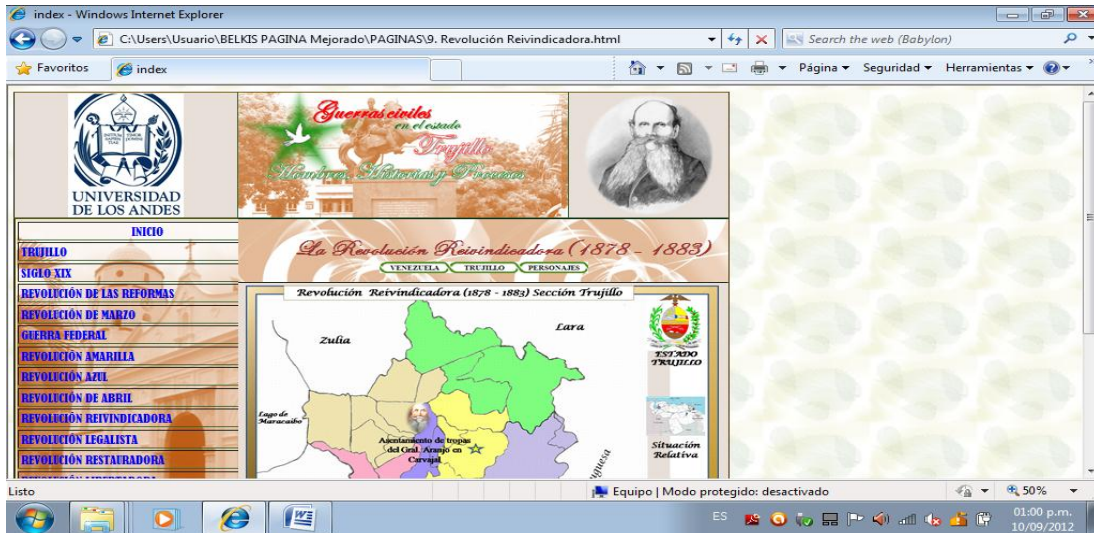 index - Windows Internet Explorer
C:\Users\Usuario\BELKIS PAGINA Mejorado\PAGINAS\9. Revolución Reivindicadora.html
Search the web (Babylon)
Favoritos
index
Página
Seguridad
Herramientas
UNIVERSIDAD
DE LOS ANDES
Guerras civiles
en el estado
Trujillo
Hombres, Historias y Procesos
INICIO
TRUJILLO
SIGLO XIX
REVOLUCIÓN DE LAS REFORMAS
REVOLUCIÓN DE MARZO
GUERRA FEDERAL
REVOLUCIÓN AMARILLA
REVOLUCIÓN AZUL
REVOLUCIÓN DE ABRIL
REVOLUCIÓN REIVINDICADORA
REVOLUCIÓN LEGALISTA
REVOLUCIÓN RESTAURADORA
La Revolución Reivindicadora (1878 - 1883)
VENEZUELA
TRUJILLO
PERSONAJES
Revolución Reivindicadora (1878 - 1883) Sección Trujillo
Zulia
Lara
Lago de
Maracaibo
Asentamiento de tropas
del Gral. Araujo en
Carvajal
ESTADO
TRUJILLO
Situación
Relativa
Listo
Equipo | Modo protegido: desactivado
50%
ES
01:00 p.m.
10/09/2012